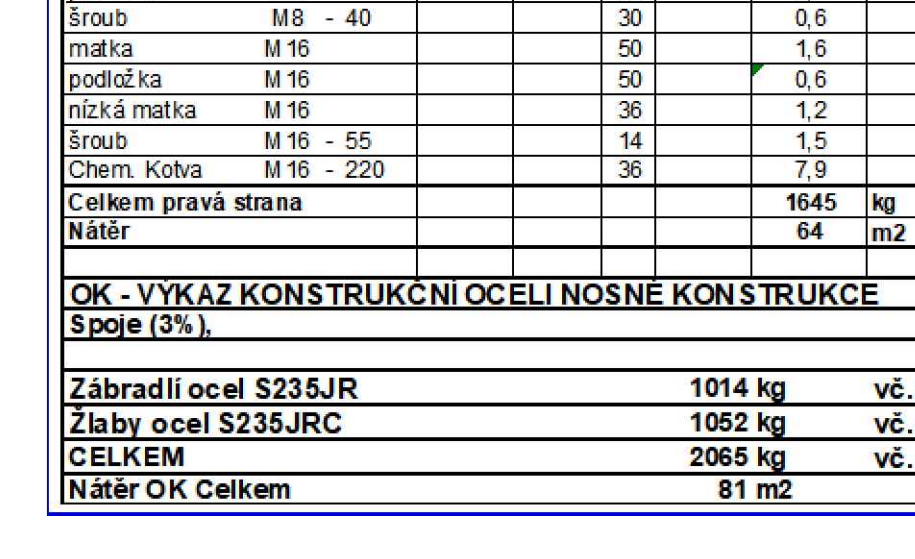 šroub M8 - 40 30 0,6
matka M 16 50 1,6
podložka M 16 50 0,6
nízká matka M 16 36 1,2
šroub M 16 - 55 14 1,5
Chem. Kotva M 16 - 220 36 7,9
Celkem pravá strana 1645 kg
Nátěr 64 m2
OK - VÝKAZ KONSTRUKČNÍ OCELI NOSNÉ KONSTRUKCE
Spoje (3%),
Zábradlí ocel S235JR 1014 kg vč.
Žlaby ocel S235JRC 1052 kg vč.
CELKEM 2065 kg vč.
Nátěr OK Celkem 81 m2